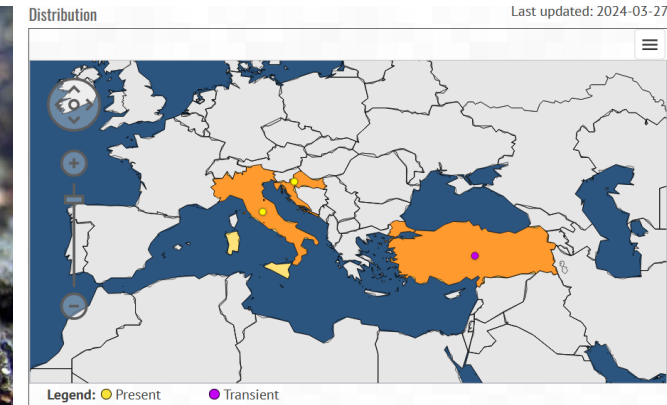 Distribution
Last updated: 2024-03-27
Legend: Present Transient